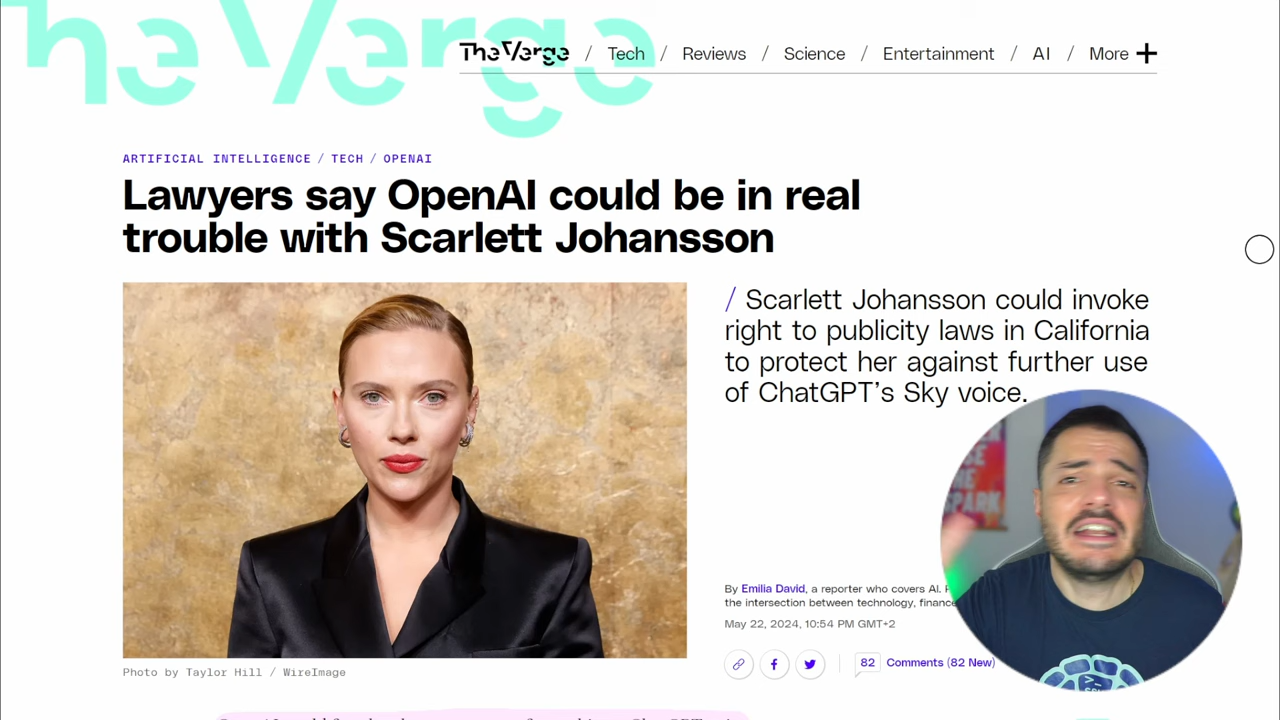 The Verge
The Verge / Tech / Reviews / Science / Entertainment / AI / More +
ARTIFICIAL INTELLIGENCE / TECH / OPENAI
Lawyers say OpenAI could be in real
trouble with Scarlett Johansson
/ Scarlett Johansson could invoke
right to publicity laws in California
to protect her against further use
of ChatGPT’s Sky voice.
By Emilia David, a reporter who covers AI.
the intersection between technology, finance
May 22, 2024, 10:54 PM GMT+2
82 Comments (82 New)
Photo by Taylor Hill / WireImage